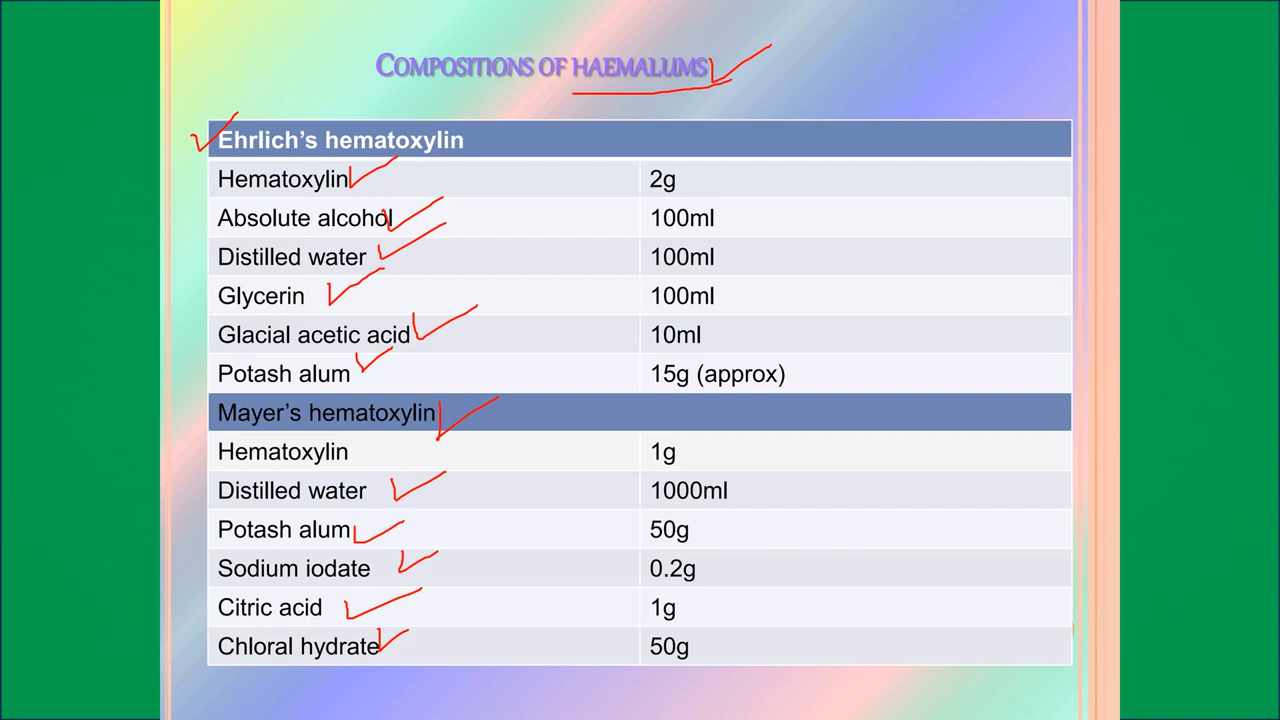 COMPOSITIONS OF HAEMALUMS
Ehrlich's hematoxylin
Hematoxylin 2g
Absolute alcohol 100ml
Distilled water 100ml
Glycerin 100ml
Glacial acetic acid 10ml
Potash alum 15g (approx)
Mayer's hematoxylin
Hematoxylin 1g
Distilled water 1000ml
Potash alum 50g
Sodium iodate 0.2g
Citric acid 1g
Chloral hydrate 50g